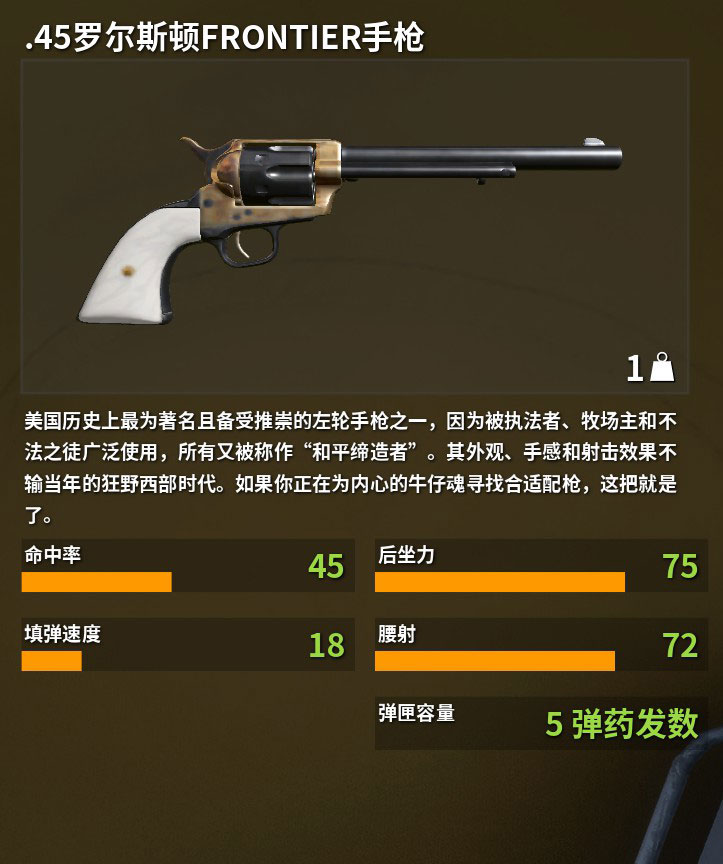 .45罗尔斯顿FRONTIER手枪
1
美国历史上最为著名且备受推崇的左轮手枪之一，因为被执法者、牧场主和不
法之徒广泛使用，所有又被称作“和平缔造者”。其外观、手感和射击效果不
输当年的狂野西部时代。如果你正在为内心的牛仔魂寻找合适配枪，这把就是
了。
命中率 45
后坐力 75
填弹速度 18
腰射 72
弹匣容量 5 弹药发数